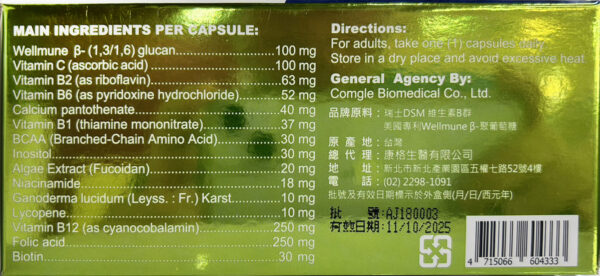 MAIN INGREDIENTS PER CAPSULE:
Wellmune β- (1,3/1,6) glucan 100 mg
Vitamin C (ascorbic acid) 100 mg
Vitamin B2 (as riboflavin) 63 mg
Vitamin B6 (as pyridoxine hydrochloride) 52 mg
Calcium pantothenate 40 mg
Vitamin B1 (thiamine mononitrate) 37 mg
BCAA (Branched-Chain Amino Acid) 30 mg
Inositol 30 mg
Algae Extract (Fucoidan) 20 mg
Niacinamide 18 mg
Ganoderma lucidum (Leyss. : Fr.) Karst 10 mg
Lycopene 10 mg
Vitamin B12 (as cyanocobalamin) 250 mg
Folic acid 250 mg
Biotin 30 mg
Directions:
For adults, take one (1) capsules daily.
Store in a dry place and avoid excessive heat.
General Agency By:
Comgle Biomedical Co., Ltd.
品牌原料：瑞士DSM 維生素B群
美國專利Wellmune β-聚葡萄糖
原產地：台灣
總代理：康格生醫有限公司
地址：新北市新北產業園區五權七路52號4樓
電話：(02) 2298-1091
批號及有效日期標示於外盒側(月/日/西元年)
批號AJ180003
有效日期:11/10/2025
4 715066 604333